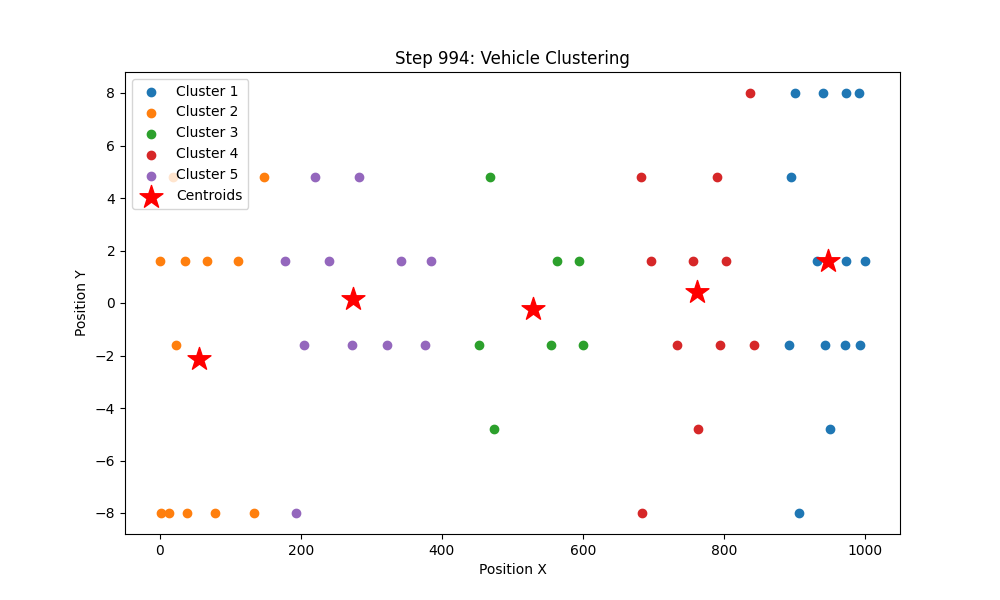 Step 994: Vehicle Clustering
Cluster 1
Cluster 2
Cluster 3
Cluster 4
Cluster 5
Centroids
Position Y
8
6
4
2
0
−2
−4
−6
−8
0 200 400 600 800 1000
Position X